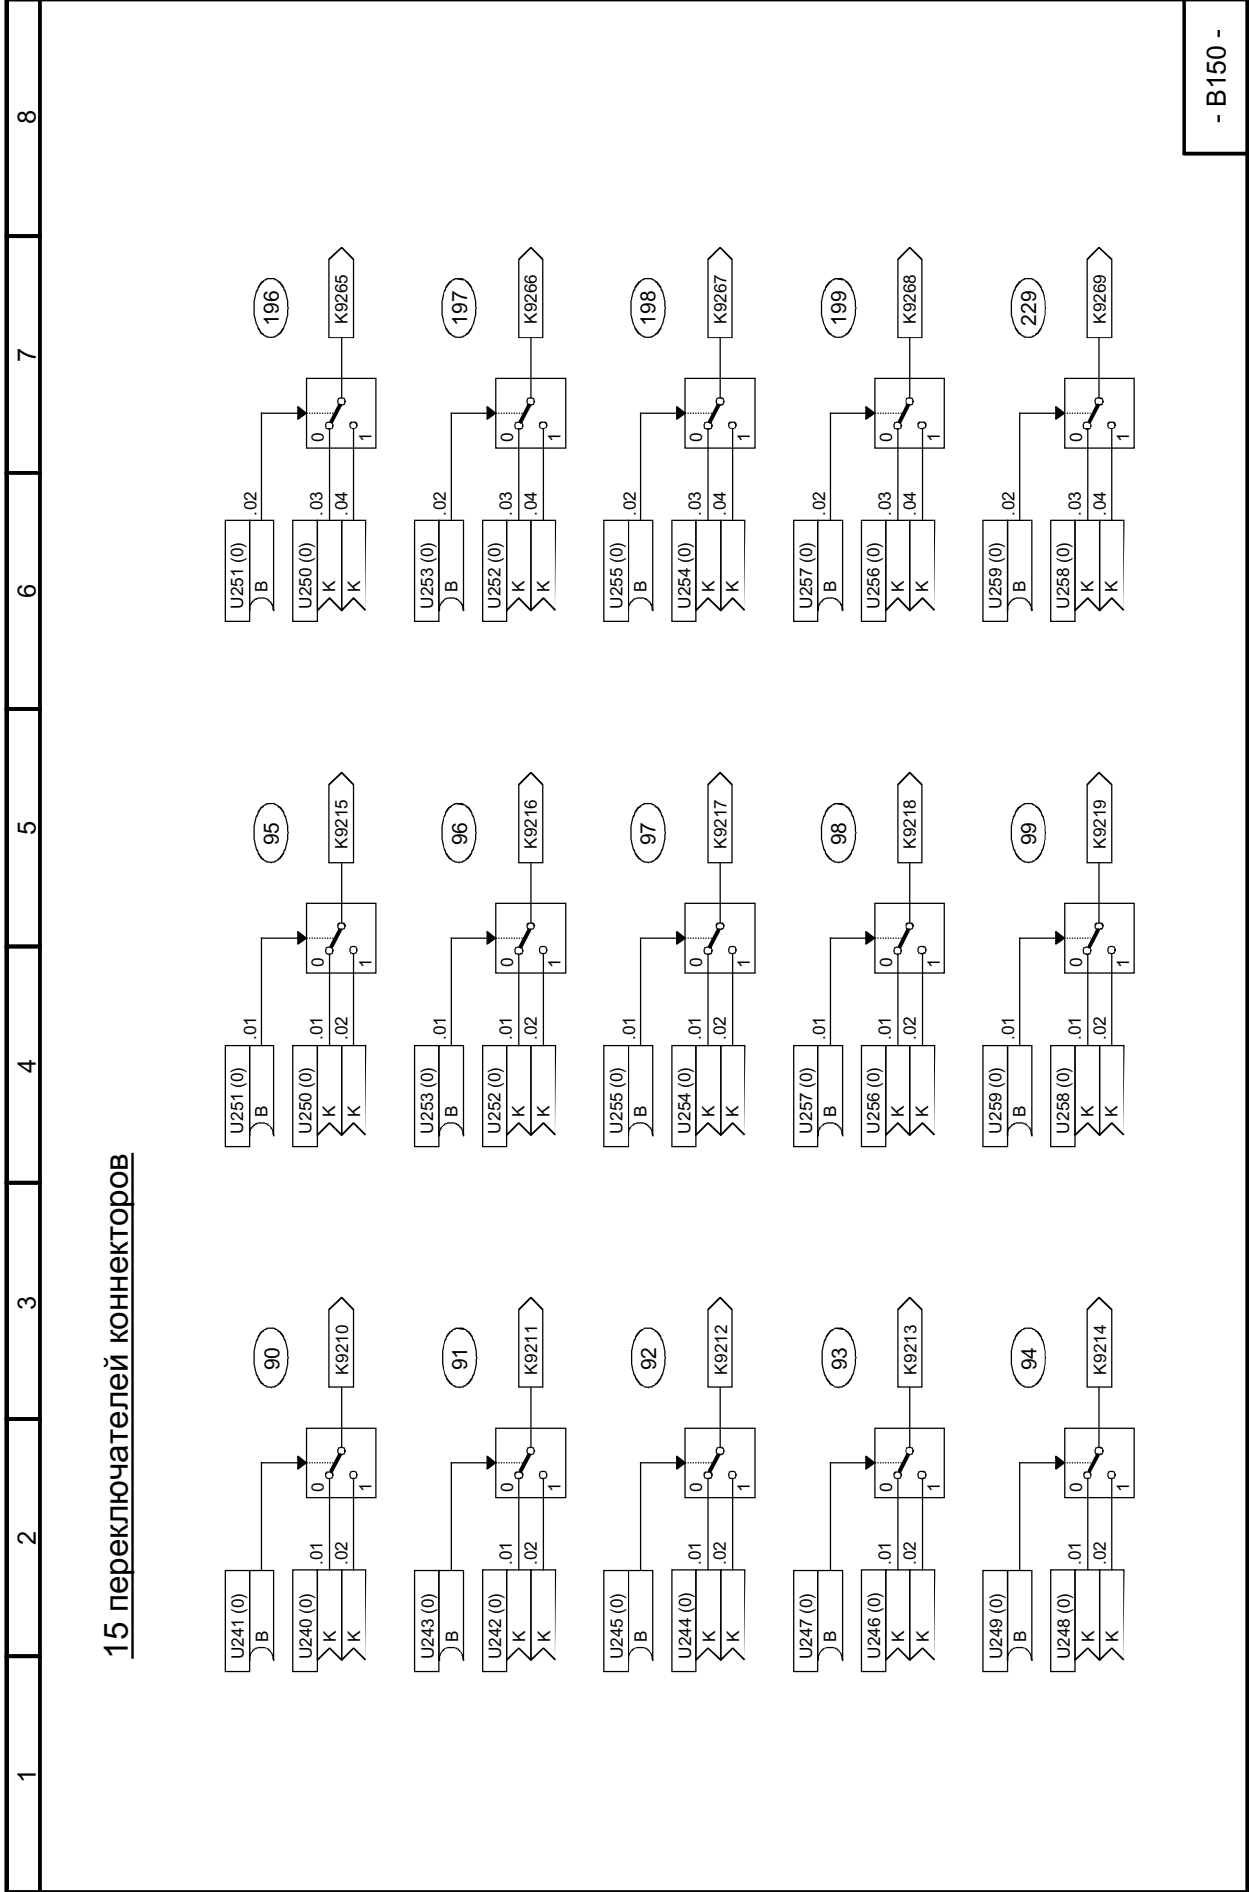 1 2 3 4 5 6 7 8
15 переключателей коннекторов
U241 (0) U251 (0) U251 (0)
B B .01 B .02
90 95 196
U240 (0) U250 (0) U250 (0)
K .01 0 K .01 0 K .03 0
K9210 K9215 K9265
K .02 1 K .02 1 K .04 1
U243 (0) U253 (0) U253 (0)
B B .01 B .02
91 96 197
U242 (0) U252 (0) U252 (0)
K .01 0 K .01 0 K .03 0
K9211 K9216 K9266
K .02 1 K .02 1 K .04 1
U245 (0) U255 (0) U255 (0)
B B .01 B .02
92 97 198
U244 (0) U254 (0) U254 (0)
K .01 0 K .01 0 K .03 0
K9212 K9217 K9267
K .02 1 K .02 1 K .04 1
U247 (0) U257 (0) U257 (0)
B B .01 B .02
93 98 199
U246 (0) U256 (0) U256 (0)
K .01 0 K .01 0 K .03 0
K9213 K9218 K9268
K .02 1 K .02 1 K .04 1
U249 (0) U259 (0) U259 (0)
B B .01 B .02
94 99 229
U248 (0) U258 (0) U258 (0)
K .01 0 K .01 0 K .03 0
K9214 K9219 K9269
K .02 1 K .02 1 K .04 1
- B150 -